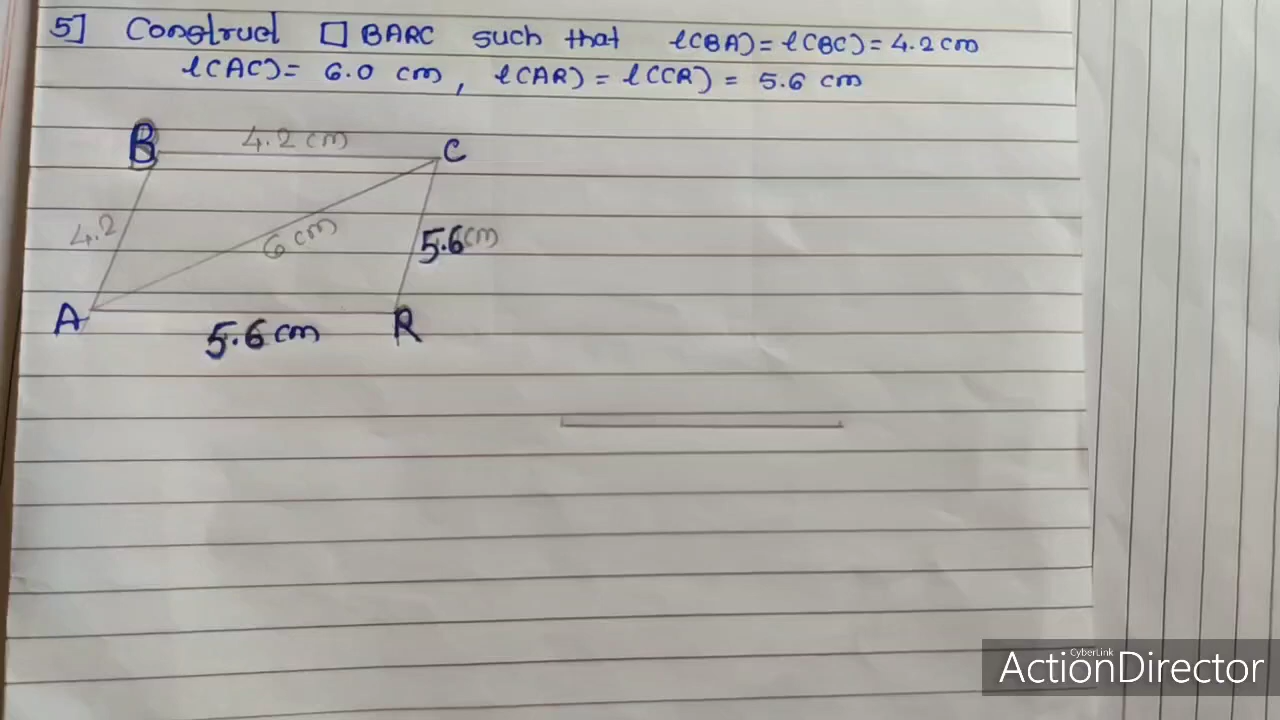 5] Construct □ BARC such that l(BA) = l(BC) = 4.2 cm
l(AC) = 6.0 cm, l(AR) = l(CR) = 5.6 cm
B 4.2 cm C
4.2
6 cm
5.6 cm
A
5.6 cm
R
CyberLink
ActionDirector